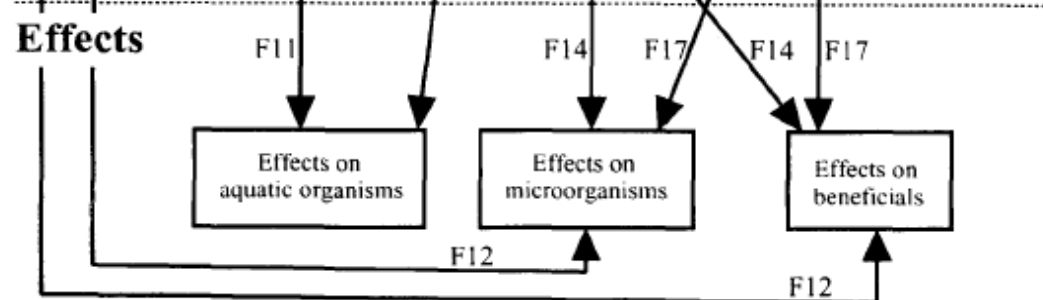 Effects
F11
F14
F17
F14
F17
Effects on
aquatic organisms
Effects on
microorganisms
Effects on
beneficials
F12
F12